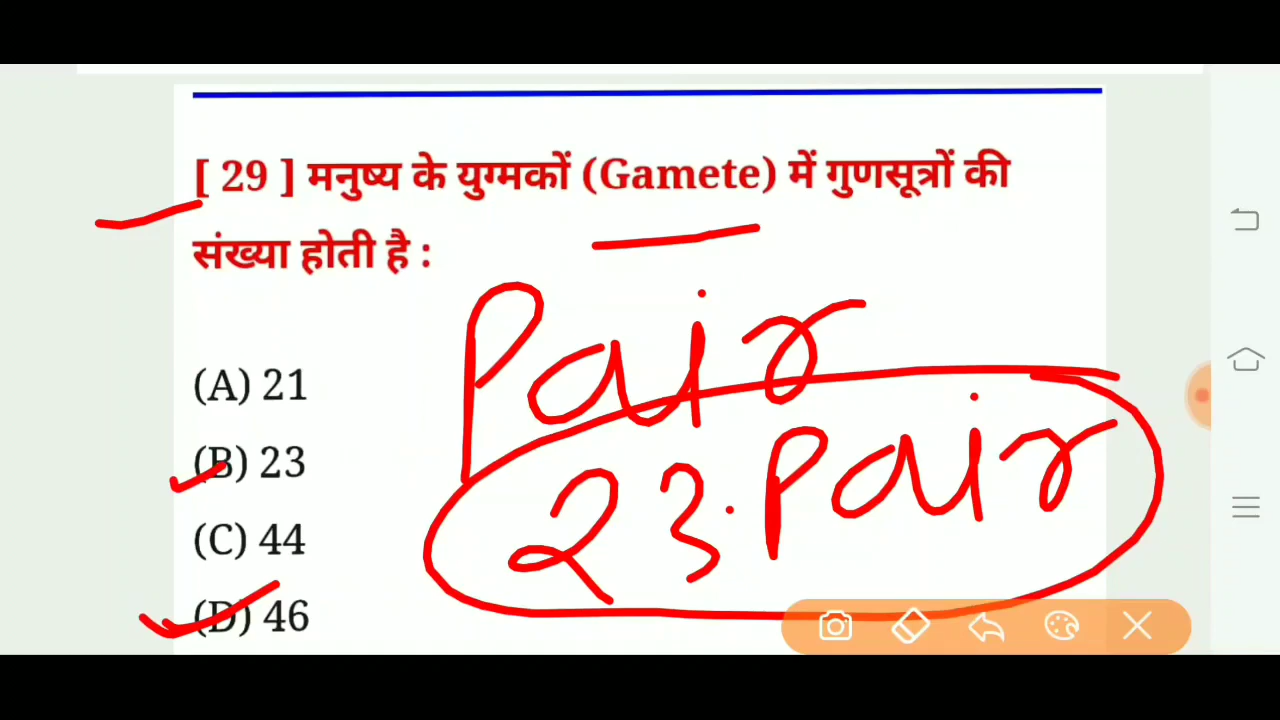 [ 29 ] मनुष्य के युग्मकों (Gamete) में गुणसूत्रों की
संख्या होती है :
Pair
(A) 21
(B) 23
23 Pair
(C) 44
(D) 46